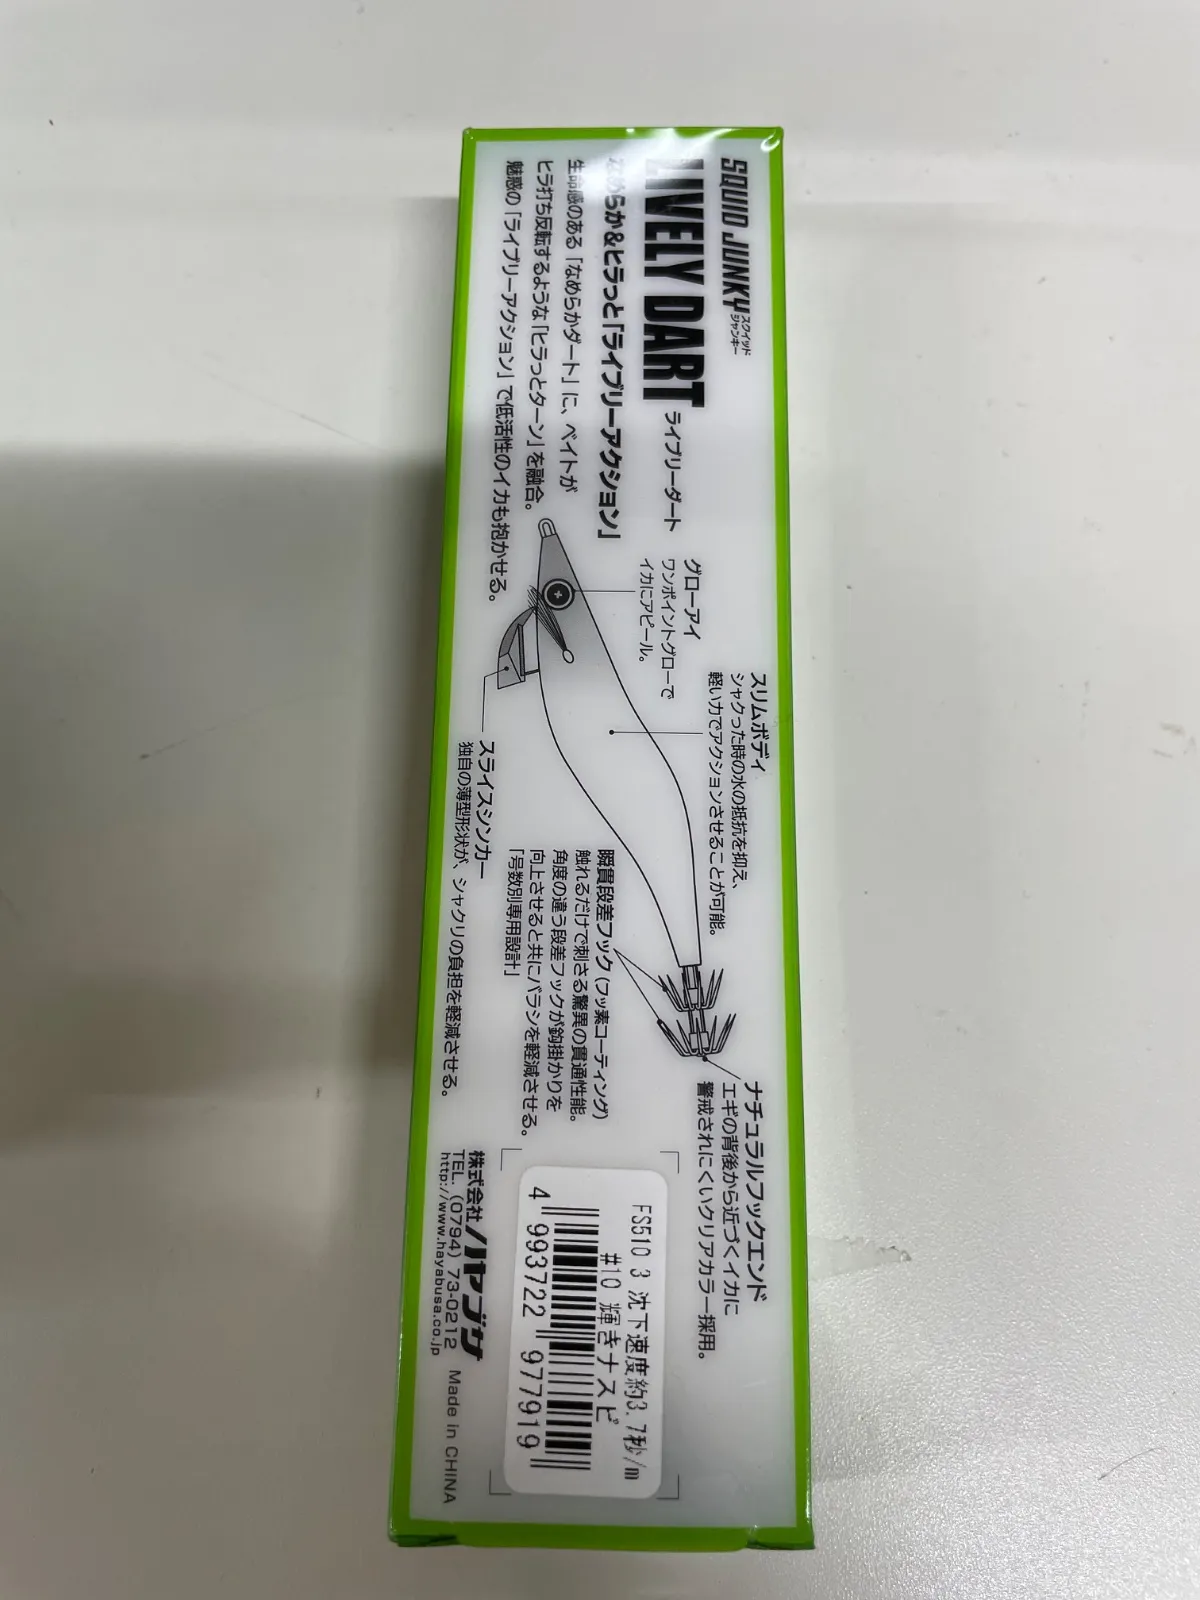 SQUID JUNKY
スクイッド
ジャンキー
LIVELY DART
ライブリーダート
なめらか&ヒラっと「ライブリーアクション」
生命感のある「なめらかダート」に、ベイトが
ヒラ打ち反転するような「ヒラっとターン」を融合。
魅惑の「ライブリーアクション」で低活性のイカも抱かせる。
グローアイ
ワンポイントグローで
イカにアピール。
スリムボディ
シャクった時の水の抵抗を抑え、
軽い力でアクションさせることが可能。
スライスシンカー
独自の薄型形状が、シャクリの負担を軽減させる。
瞬貫段差フック(フッ素コーティング)
触れるだけで刺さる驚異の貫通性能。
角度の違う段差フックが鈎掛かりを
向上させると共にバラシを軽減させる。
「号数別専用設計」
ナチュラルフックエンド
エギの背後から近づくイカに
警戒されにくいクリアカラー採用。
FS510 3 沈下速度約3.7秒/m
#10 輝きナスビ
4 993722 977919
株式会社ハヤブサ
TEL.(0794)73-0212
http://www.hayabusa.co.jp
Made in CHINA